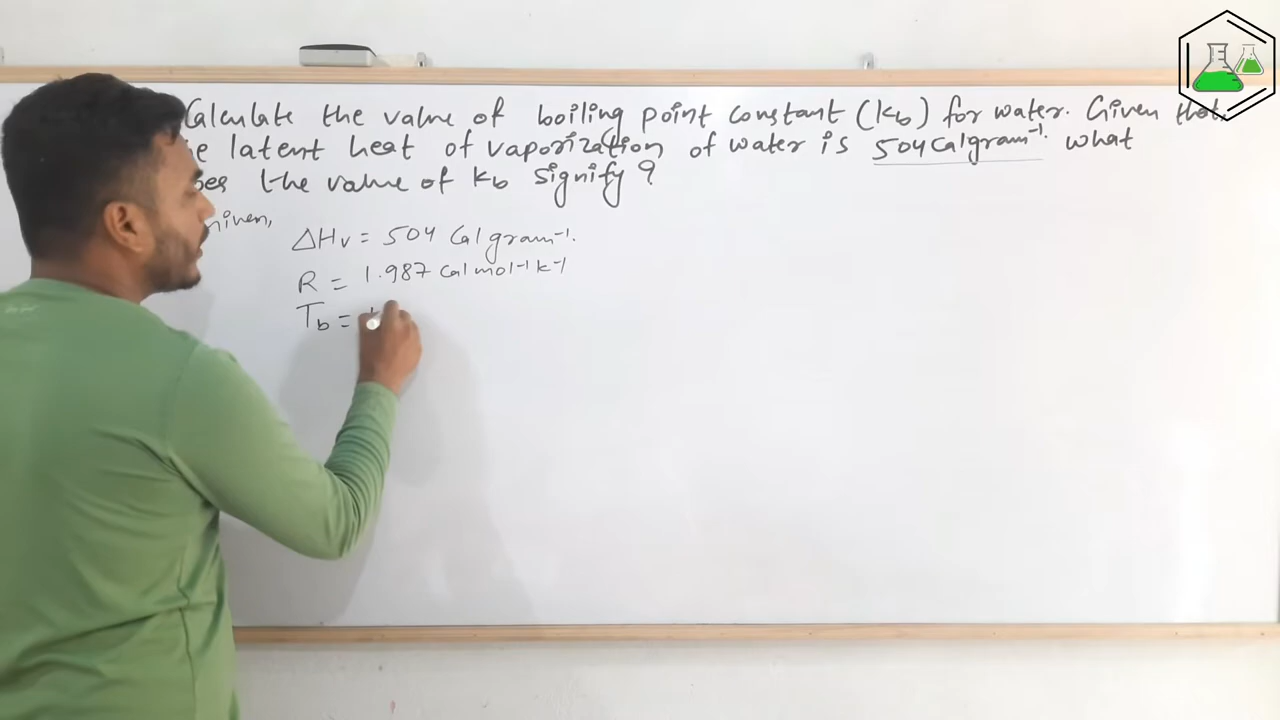 Calculate the value of boiling point constant (kb) for water. Given that,
latent heat of vaporization of water is 504 Cal gram⁻¹. what
the value of kb signify ?
Given,
ΔHv = 504 Cal gram⁻¹.
R = 1.987 Cal mol⁻¹ k⁻¹
Tb =